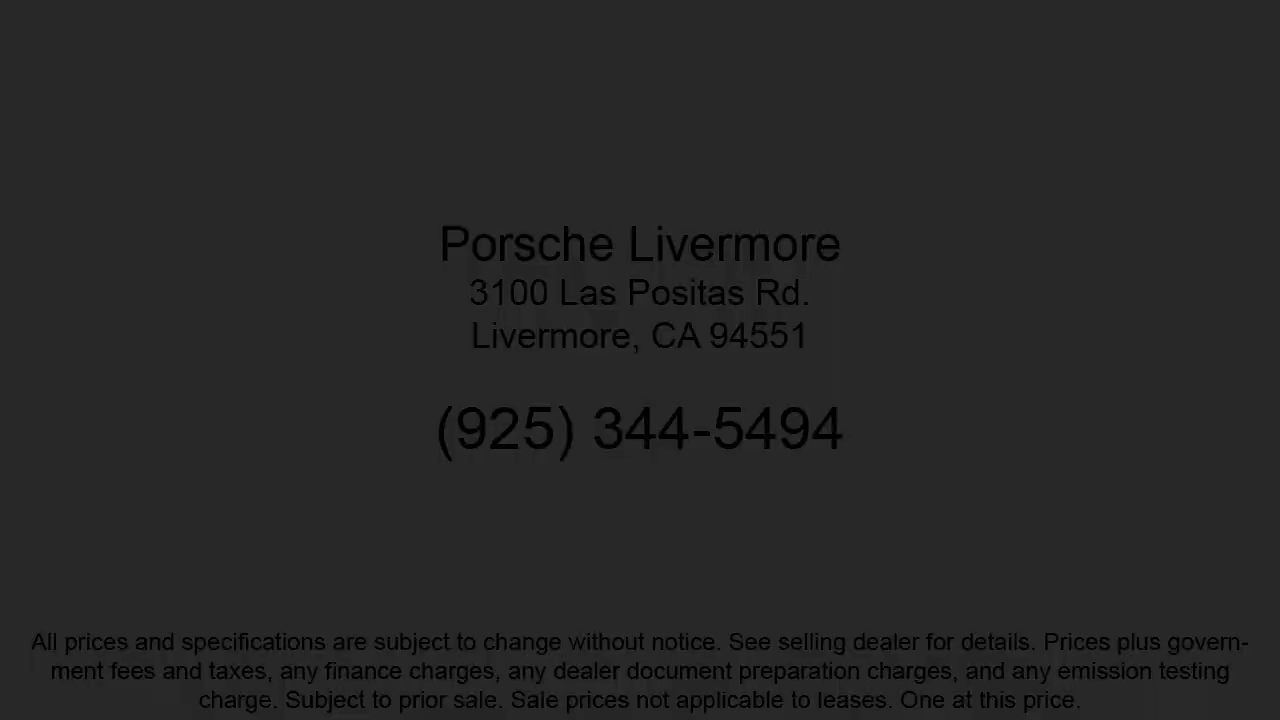 Porsche Livermore
3100 Las Positas Rd.
Livermore, CA 94551
(925) 344-5494
All prices and specifications are subject to change without notice. See selling dealer for details. Prices plus govern-
ment fees and taxes, any finance charges, any dealer document preparation charges, and any emission testing
charge. Subject to prior sale. Sale prices not applicable to leases. One at this price.